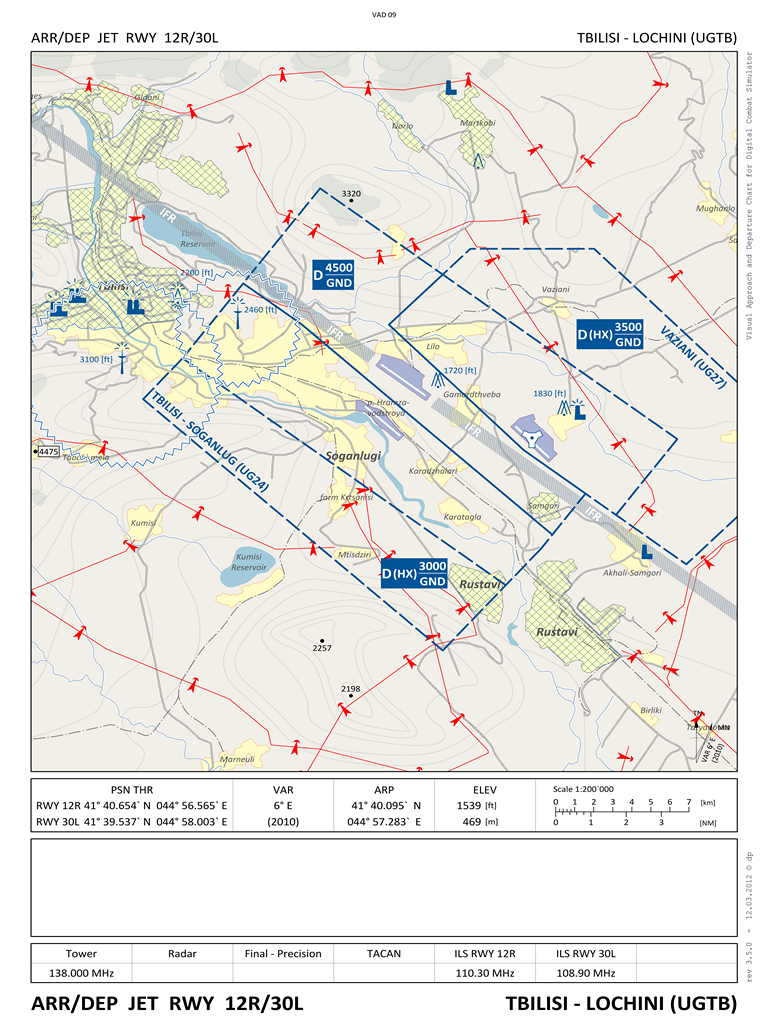 VAD 09
ARR/DEP JET RWY 12R/30L
TBILISI - LOCHINI (UGTB)
Visual Approach and Departure Chart for Digital Combat Simulator
Gldani
Norio
Martkobi
Mughanlo
3320
IFR
Tbilisi
Reservoir
2200 [ft]
Tbilisi
D 4500
GND
2460 [ft]
Vaziani
D (HX) 3500
GND
VAZIANI (UG27)
IFR
Lilo
3100 [ft]
1720 [ft]
Gamardthveba
1830 [ft]
p. Hramza-
vodstroya
TBILISI - SOGANLUG (UG24)
IFR
4475
Soganlugi
Karadzhalari
farm Krtsanisi
Samgori
IFR
Kumisi
Karatagla
Kumisi
Reservoir
Mtisdziri
D (HX) 3000
GND
Akhali-Samgori
Rustavi
Rustavi
2257
2198
Birliki
TN
MN
VAR 6° E
(2010)
Marneuli
PSN THR
RWY 12R 41° 40.654` N 044° 56.565` E
RWY 30L 41° 39.537` N 044° 58.003` E
VAR
6° E
(2010)
ARP
41° 40.095` N
044° 57.283` E
ELEV
1539 [ft]
469 [m]
Scale 1:200`000
0 1 2 3 4 5 6 7 [km]
0 1 2 3 [NM]
rev 3.5.0 - 12.03.2012 © dp
Tower
138.000 MHz
Radar
Final - Precision
TACAN
ILS RWY 12R
110.30 MHz
ILS RWY 30L
108.90 MHz
ARR/DEP JET RWY 12R/30L
TBILISI - LOCHINI (UGTB)